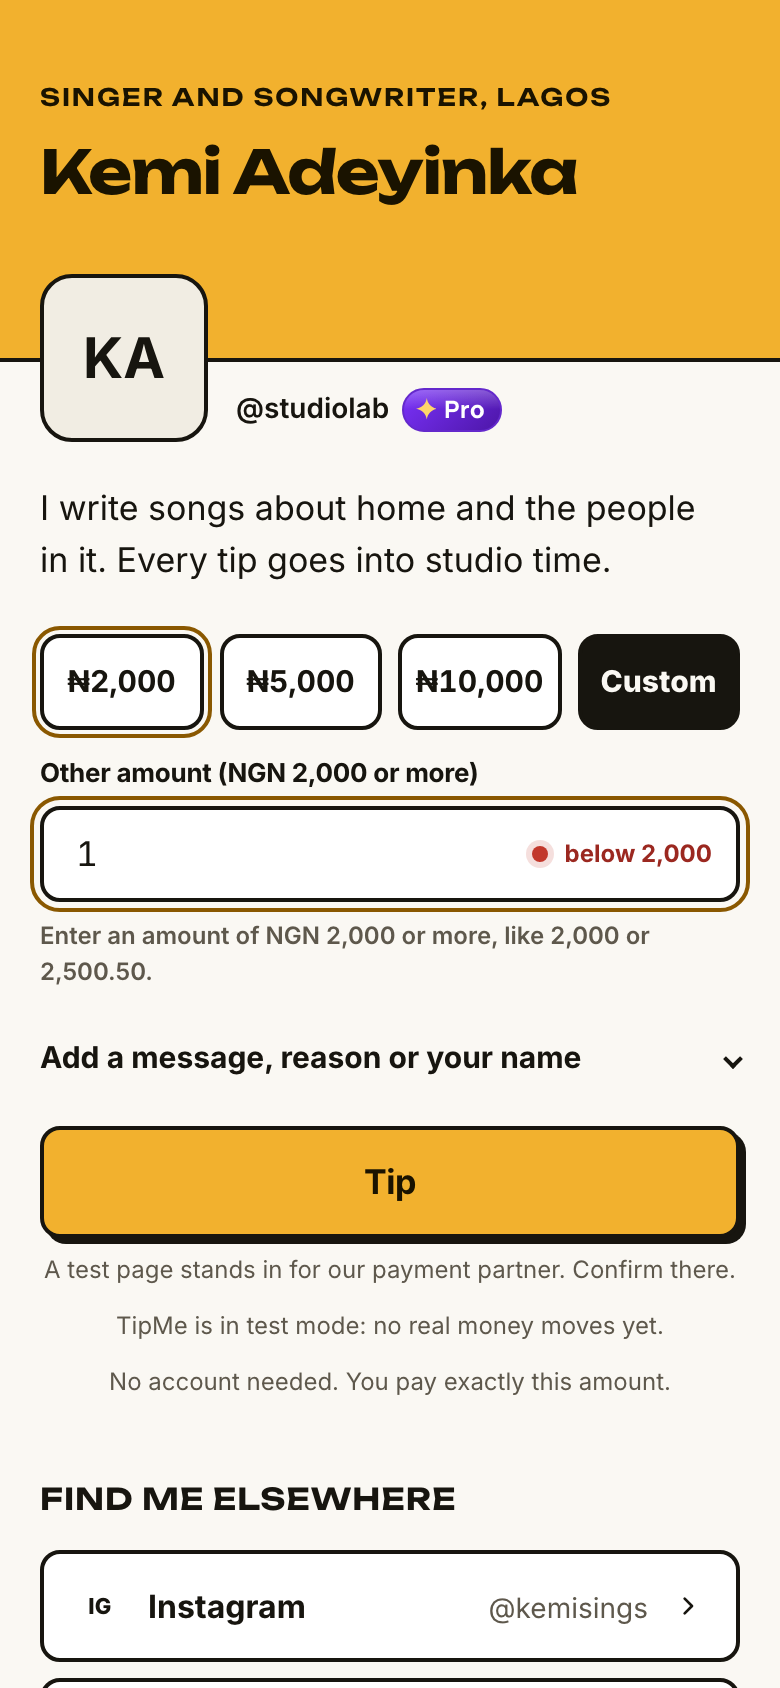 SINGER AND SONGWRITER, LAGOS
Kemi Adeyinka
KA
@studiolab ✦ Pro
I write songs about home and the people
in it. Every tip goes into studio time.
₦2,000 ₦5,000 ₦10,000 Custom
Other amount (NGN 2,000 or more)
1 below 2,000
Enter an amount of NGN 2,000 or more, like 2,000 or
2,500.50.
Add a message, reason or your name
Tip
A test page stands in for our payment partner. Confirm there.
TipMe is in test mode: no real money moves yet.
No account needed. You pay exactly this amount.
FIND ME ELSEWHERE
IG Instagram @kemisings